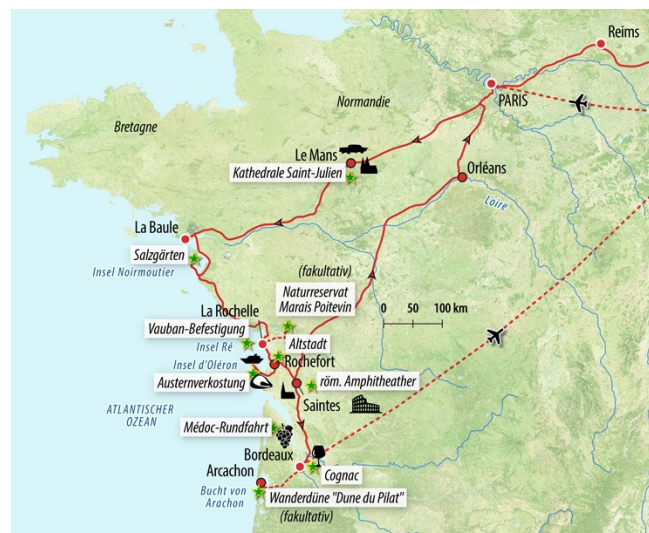 Reims
PARIS
Normandie
Bretagne
Le Mans
Kathedrale Saint-Julien
Orléans
Loire
La Baule
Salzgärten
Insel Noirmoutier
(fakultativ)
Naturreservat
Marais Poitevin
0 50 100 km
La Rochelle
Vauban-Befestigung
Altstadt
Insel Ré
Insel d'Oléron
Rochefort
Austernverkostung
röm. Amphitheather
Saintes
ATLANTISCHER
OZEAN
Médoc-Rundfahrt
Bordeaux
Cognac
Arcachon
Bucht von
Arachon
Wanderdüne "Dune du Pilat"
(fakultativ)